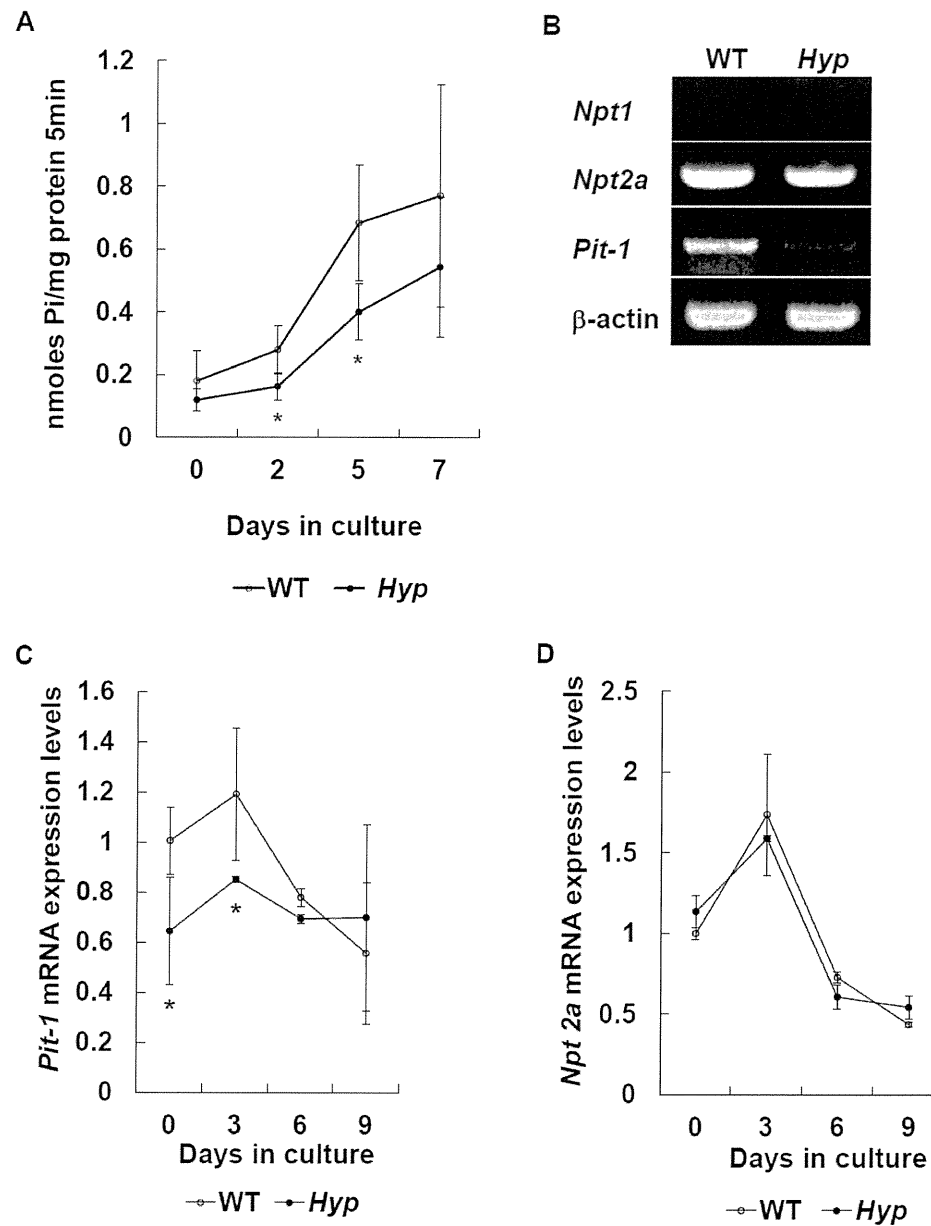 A
nmoles Pi/mg protein 5min
1.2
1
0.8
0.6
0.4
0.2
0
*
*
0 2 5 7
Days in culture
WT Hyp
B
WT Hyp
Npt1
Npt2a
Pit-1
β-actin
C
Pit-1 mRNA expression levels
1.6
1.4
1.2
1
0.8
0.6
0.4
0.2
0
*
*
0 3 6 9
Days in culture
WT Hyp
D
Npt 2a mRNA expression levels
2.5
2
1.5
1
0.5
0
0 3 6 9
Days in culture
WT Hyp